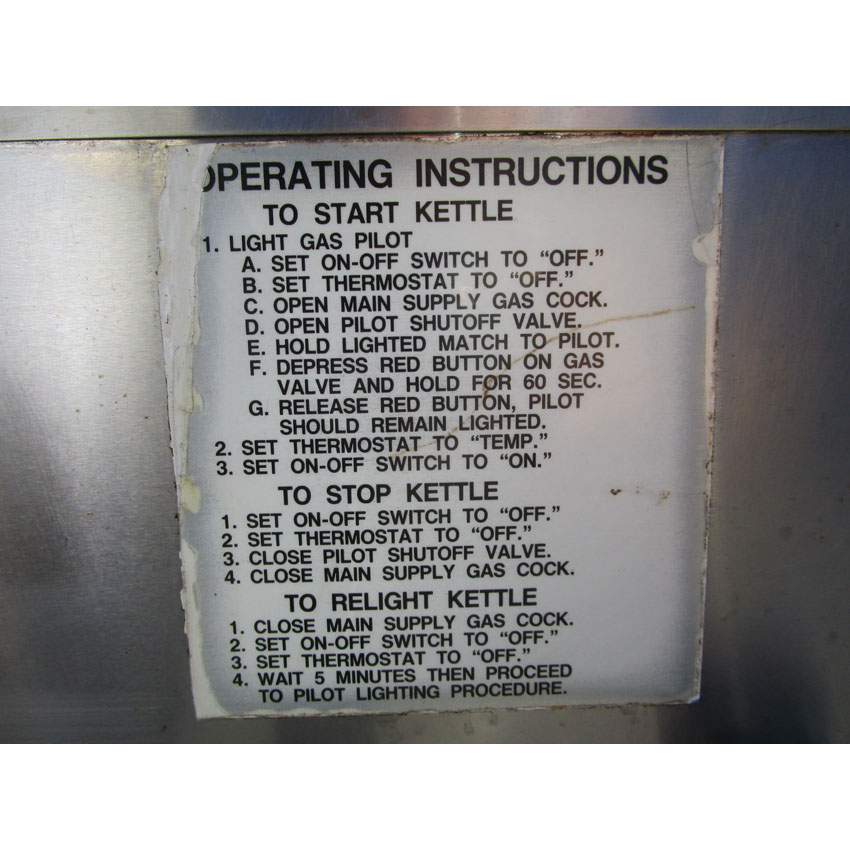 OPERATING INSTRUCTIONS
TO START KETTLE
1. LIGHT GAS PILOT
A. SET ON-OFF SWITCH TO “OFF.”
B. SET THERMOSTAT TO “OFF.”
C. OPEN MAIN SUPPLY GAS COCK.
D. OPEN PILOT SHUTOFF VALVE.
E. HOLD LIGHTED MATCH TO PILOT.
F. DEPRESS RED BUTTON ON GAS
VALVE AND HOLD FOR 60 SEC.
G. RELEASE RED BUTTON, PILOT
SHOULD REMAIN LIGHTED.
2. SET THERMOSTAT TO “TEMP.”
3. SET ON-OFF SWITCH TO “ON.”
TO STOP KETTLE
1. SET ON-OFF SWITCH TO “OFF.”
2. SET THERMOSTAT TO “OFF.”
3. CLOSE PILOT SHUTOFF VALVE.
4. CLOSE MAIN SUPPLY GAS COCK.
TO RELIGHT KETTLE
1. CLOSE MAIN SUPPLY GAS COCK.
2. SET ON-OFF SWITCH TO “OFF.”
3. SET THERMOSTAT TO “OFF.”
4. WAIT 5 MINUTES THEN PROCEED
TO PILOT LIGHTING PROCEDURE.